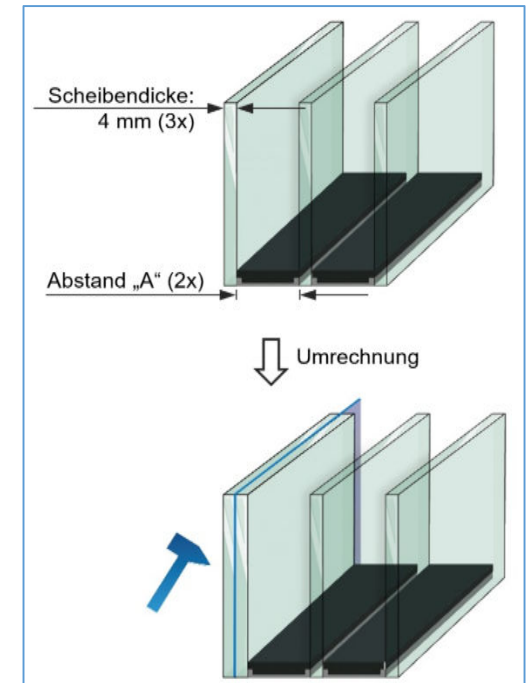 Scheibendicke:
4 mm (3x)
Abstand „A“ (2x)
Umrechnung